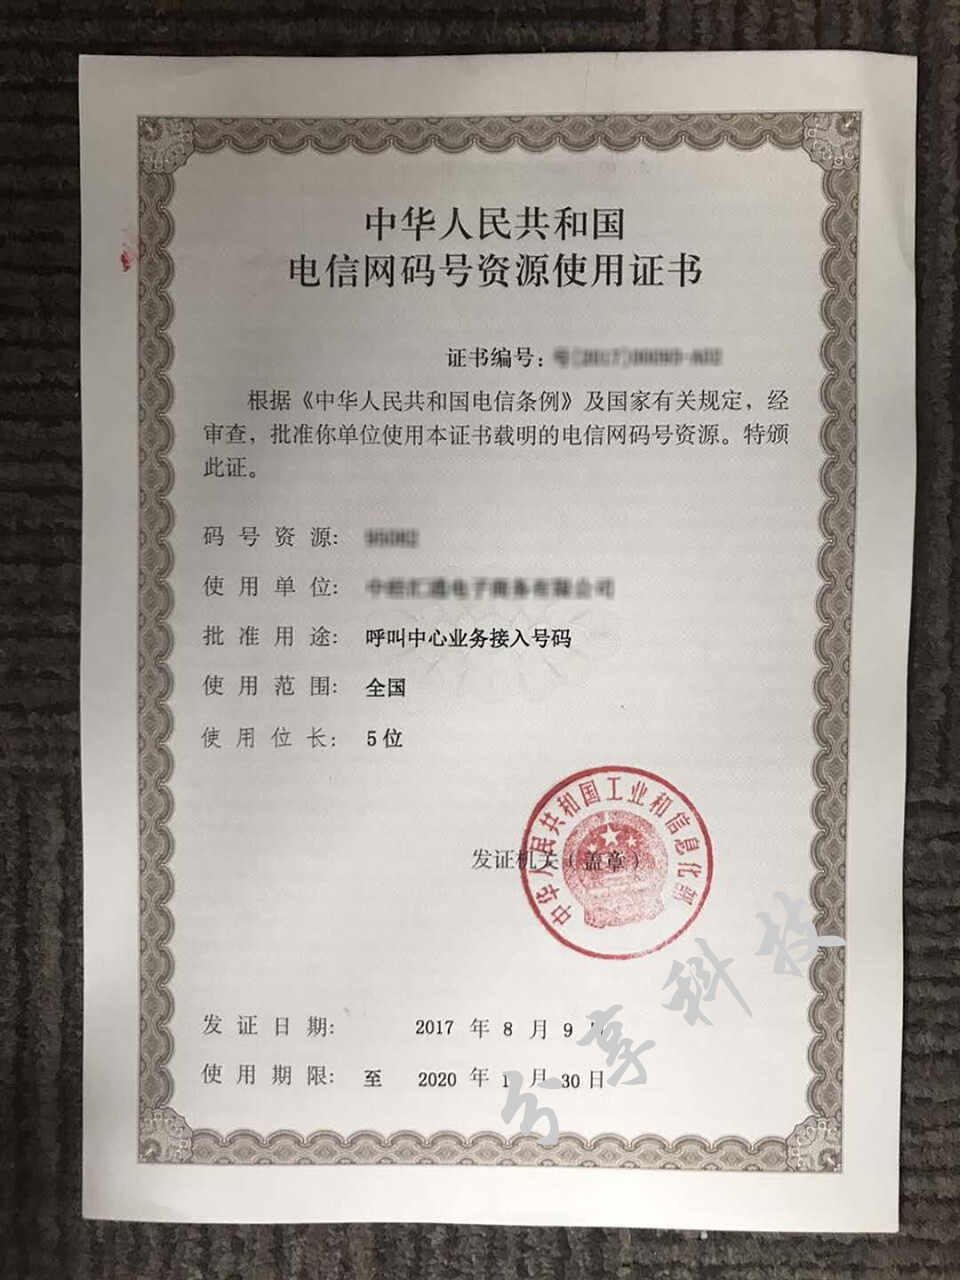 中华人民共和国
电信网码号资源使用证书
证书编号:
根据《中华人民共和国电信条例》及国家有关规定，经
审查，批准你单位使用本证书载明的电信网码号资源。特颁
此证。
码号资源:
使用单位:
批准用途: 呼叫中心业务接入号码
使用范围: 全国
使用位长: 5位
发证机关(盖章)
中华人民共和国工业和信息化部
发证日期: 2017 年 8 月 9
使用期限: 至 2020 年 1 月 30 日
分享科技